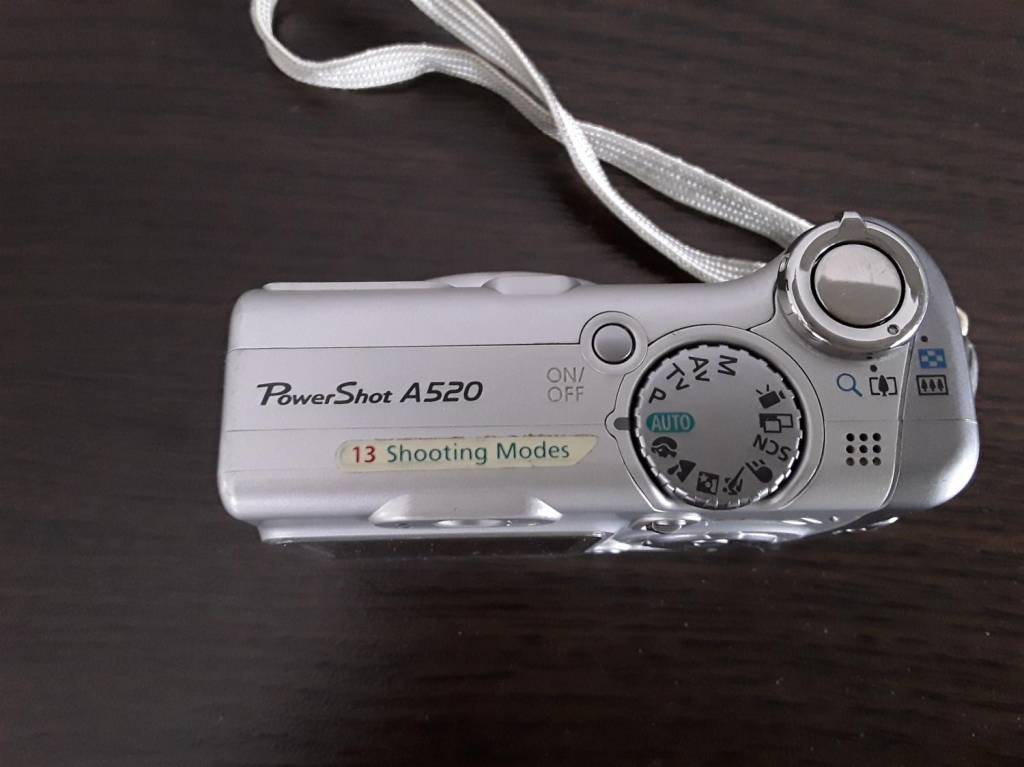 PowerShot A520
ON/
OFF
13 Shooting Modes
M
Av
Tv
P
AUTO
SCN